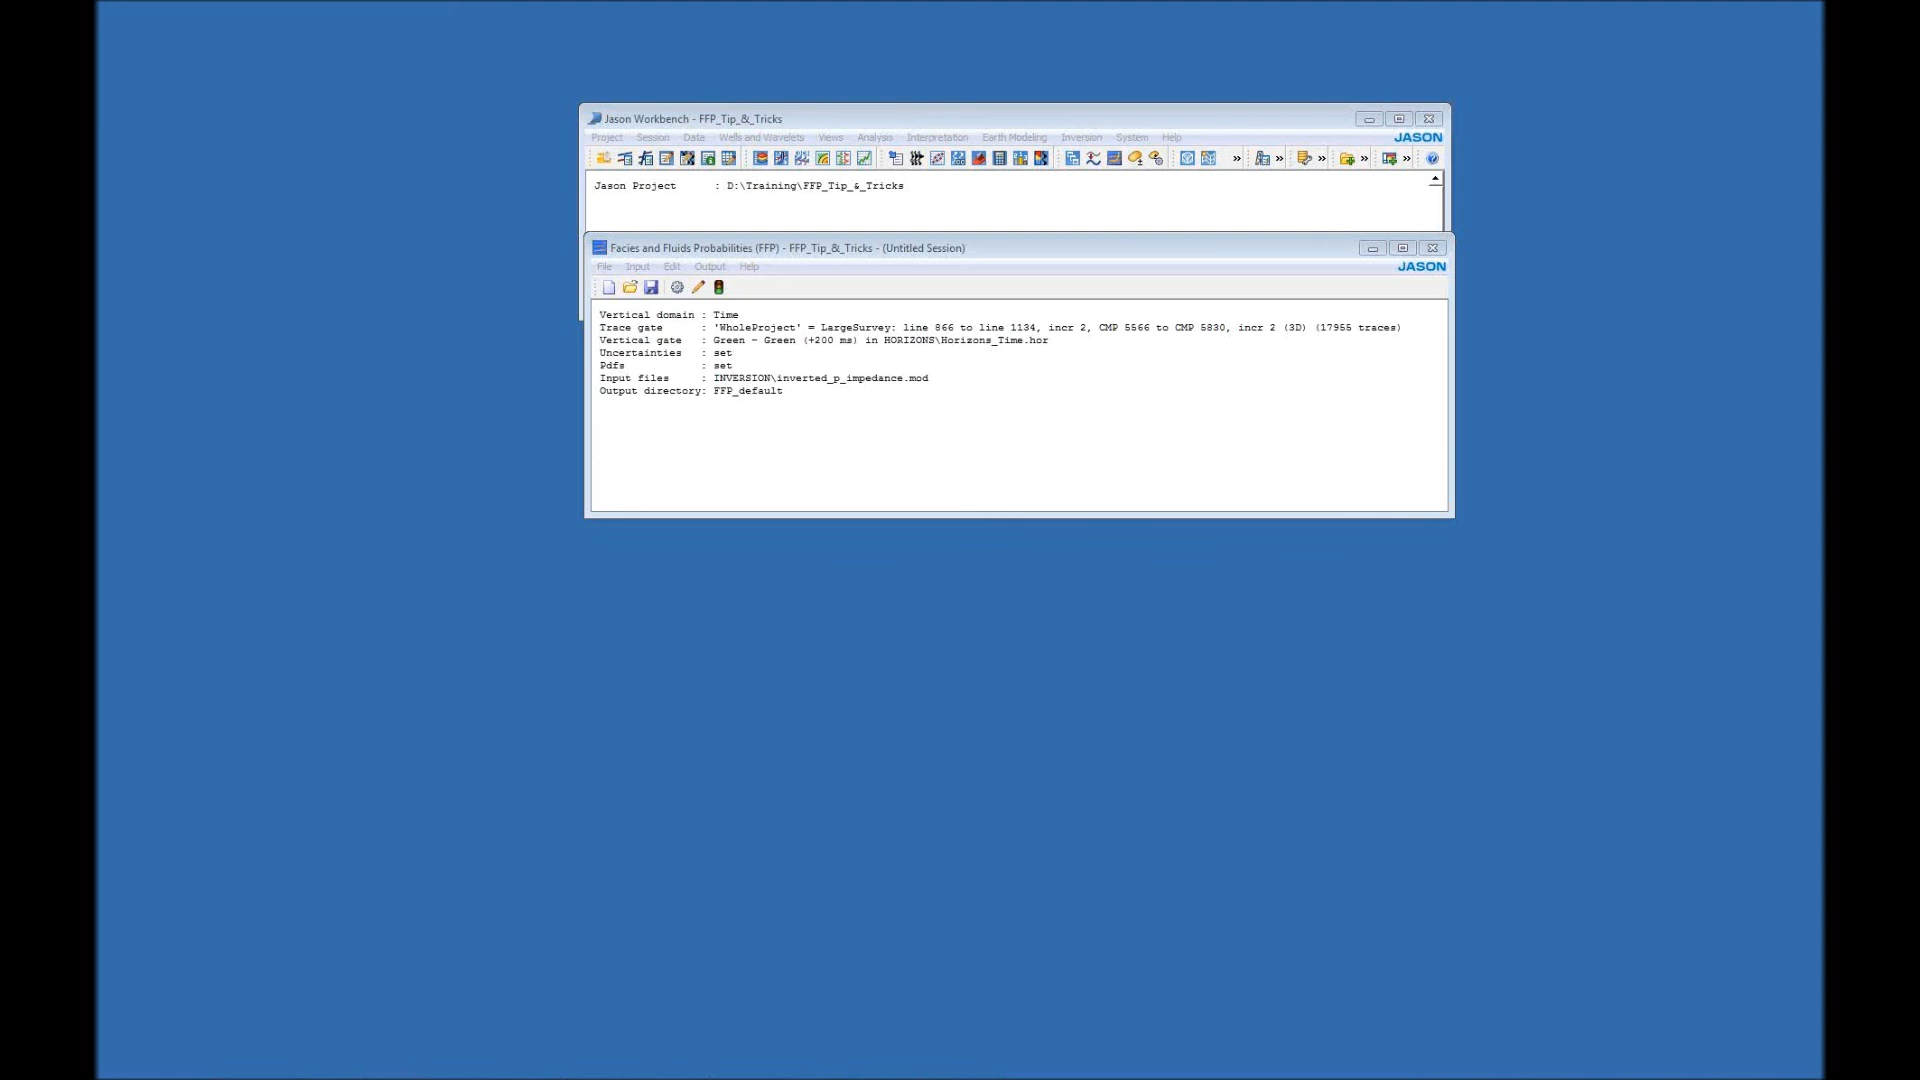 Jason Workbench - FFP_Tip_&_Tricks
Project Session Data Wells and Wavelets Views Analysis Interpretation Earth Modeling Inversion System Help JASON
Jason Project : D:\Training\FFP_Tip_&_Tricks
Facies and Fluids Probabilities (FFP) - FFP_Tip_&_Tricks - (Untitled Session)
File Input Edit Output Help JASON
Vertical domain : Time
Trace gate : 'WholeProject' = LargeSurvey: line 866 to line 1134, incr 2, CMP 5566 to CMP 5830, incr 2 (3D) (17955 traces)
Vertical gate : Green - Green (+200 ms) in HORIZONS\Horizons_Time.hor
Uncertainties : set
Pdfs : set
Input files : INVERSION\inverted_p_impedance.mod
Output directory: FFP_default